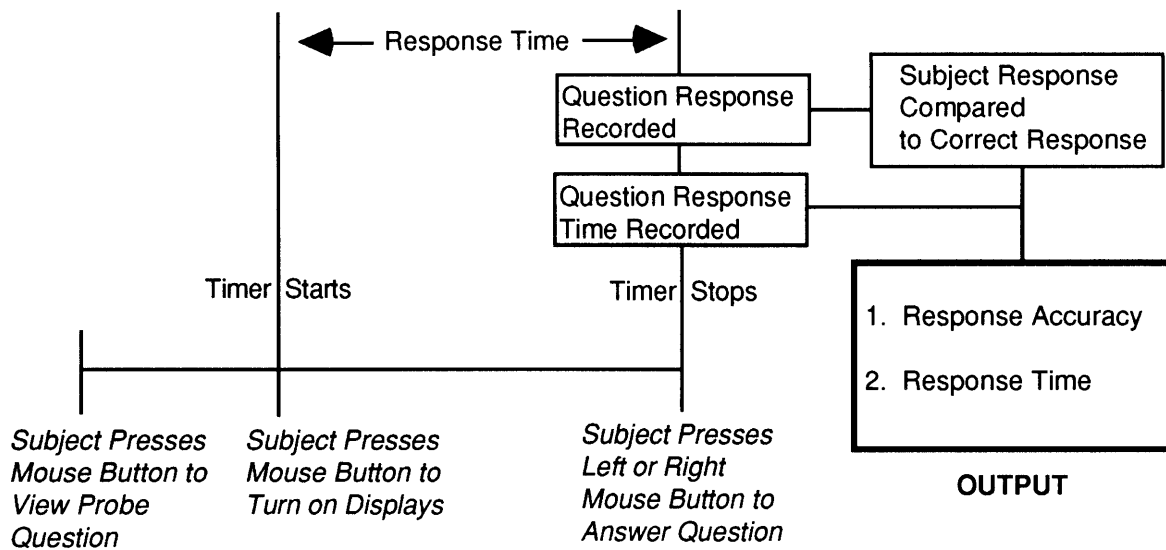 Response Time
Question Response
Recorded
Subject Response
Compared
to Correct Response
Question Response
Time Recorded
Timer Starts
Timer Stops
1. Response Accuracy
2. Response Time
OUTPUT
Subject Presses
Mouse Button to
View Probe
Question
Subject Presses
Mouse Button to
Turn on Displays
Subject Presses
Left or Right
Mouse Button to
Answer Question